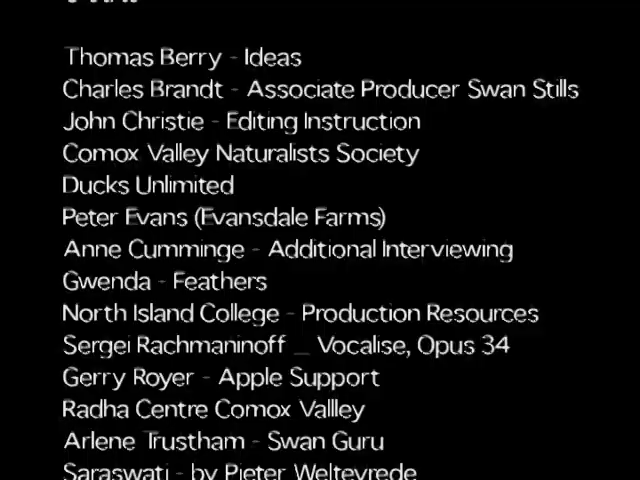 Thomas Berry - Ideas
Charles Brandt - Associate Producer Swan Stills
John Christie - Editing Instruction
Comox Valley Naturalists Society
Ducks Unlimited
Peter Evans (Evansdale Farms)
Anne Cumminge - Additional Interviewing
Gwenda - Feathers
North Island College - Production Resources
Sergei Rachmaninoff _ Vocalise, Opus 34
Gerry Royer - Apple Support
Radha Centre Comox Vallley
Arlene Trustham - Swan Guru
Saraswati - by Pieter Weltevrede